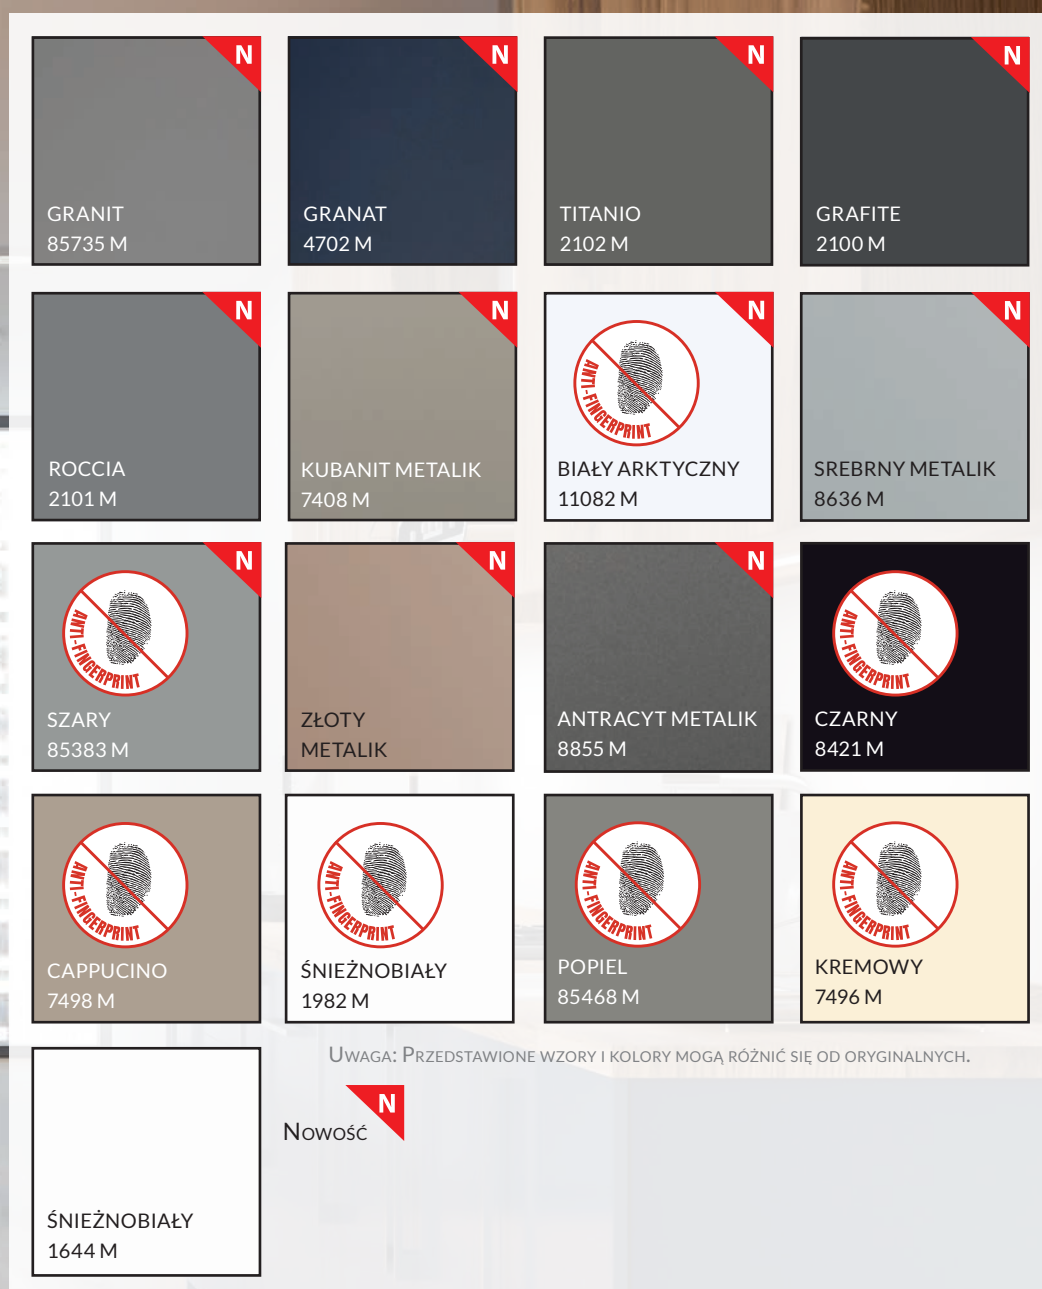 N
GRANIT
85735 M
N
GRANAT
4702 M
N
TITANIO
2102 M
N
GRAFITE
2100 M
N
ROCCIA
2101 M
N
KUBANIT METALIK
7408 M
N
ANTI-FINGERPRINT
BIAŁY ARKTYCZNY
11082 M
N
SREBRNY METALIK
8636 M
N
ANTI-FINGERPRINT
SZARY
85383 M
N
ZŁOTY
METALIK
N
ANTRACYT METALIK
8855 M
ANTI-FINGERPRINT
CZARNY
8421 M
ANTI-FINGERPRINT
CAPPUCINO
7498 M
ANTI-FINGERPRINT
ŚNIEŻNOBIAŁY
1982 M
ANTI-FINGERPRINT
POPIEL
85468 M
ANTI-FINGERPRINT
KREMOWY
7496 M
UWAGA: PRZEDSTAWIONE WZORY I KOLORY MOGĄ RÓŻNIĆ SIĘ OD ORYGINALNYCH.
NOWOŚĆ N
ŚNIEŻNOBIAŁY
1644 M